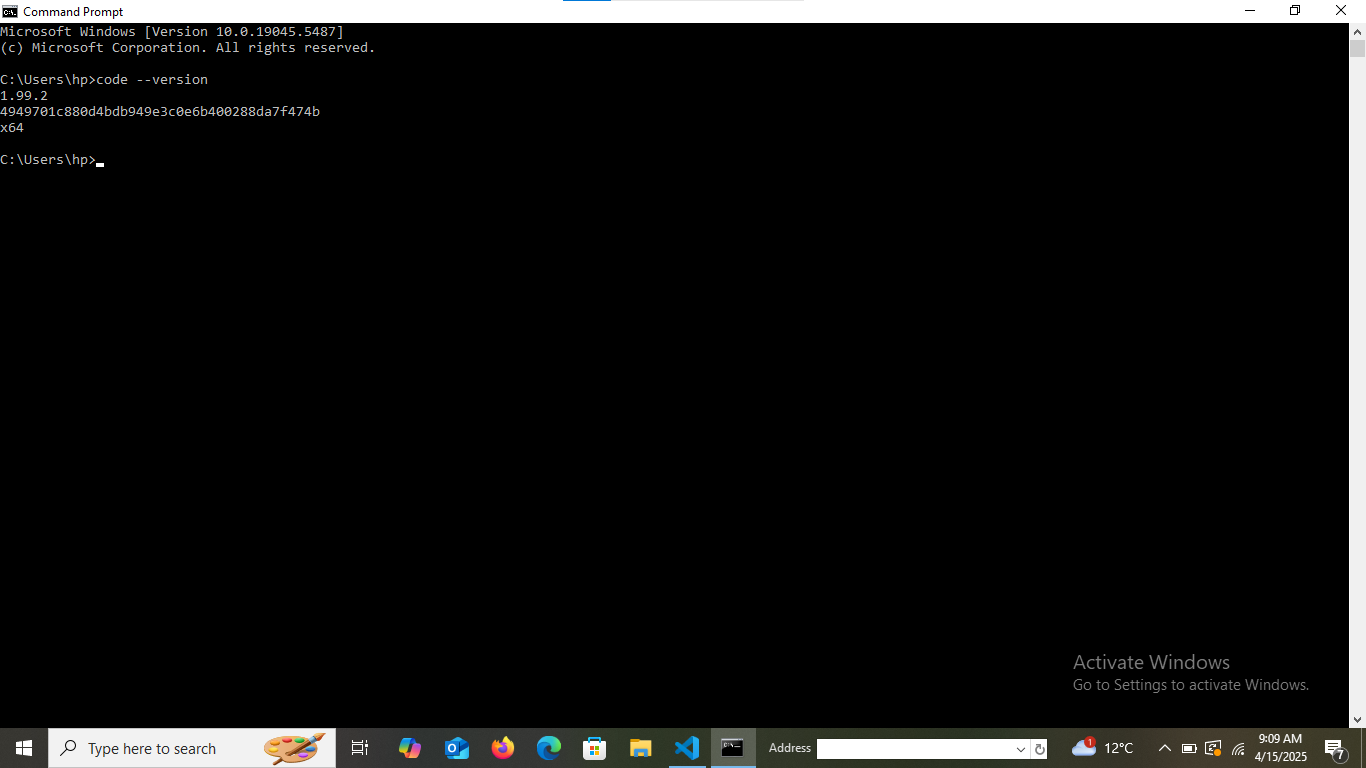 Command Prompt
Microsoft Windows [Version 10.0.19045.5487]
(c) Microsoft Corporation. All rights reserved.
C:\Users\hp>code --version
1.99.2
4949701c880d4bdb949e3c0e6b400288da7f474b
x64
C:\Users\hp>
Activate Windows
Go to Settings to activate Windows.
Type here to search
Address
1
12°C
9:09 AM
4/15/2025
7